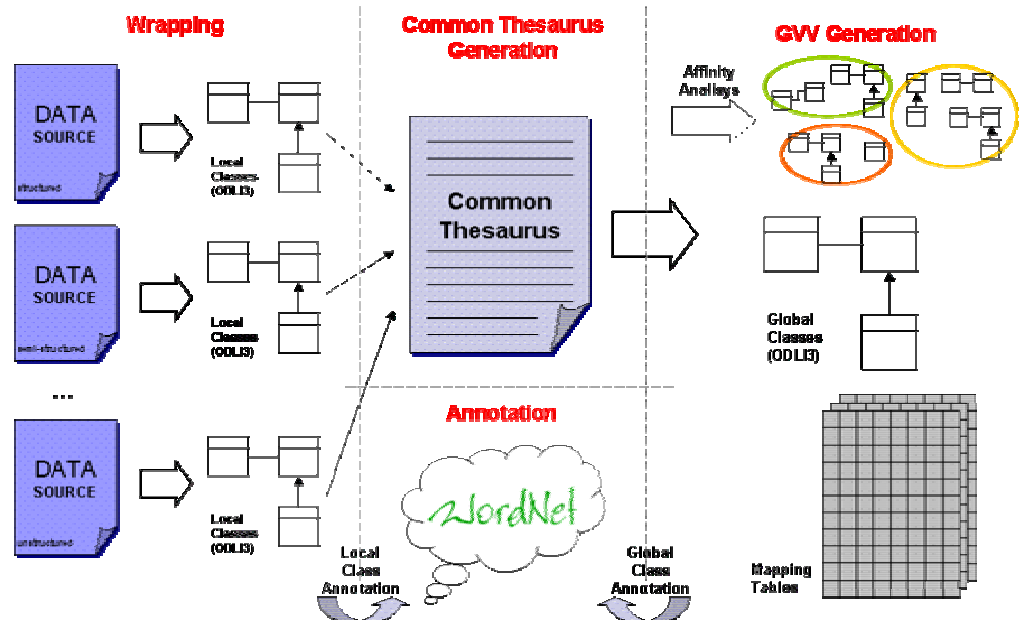 Wrapping
Common Thesaurus
Generation
GVV Generation
DATA
SOURCE
structured
Local
Classes
(ODLI3)
DATA
SOURCE
semi-structured
Local
Classes
(ODLI3)
...
DATA
SOURCE
unstructured
Local
Classes
(ODLI3)
Common
Thesaurus
Annotation
WordNet
Local
Class
Annotation
Global
Class
Annotation
Affinity
Analisys
Global
Classes
(ODLI3)
Mapping
Tables